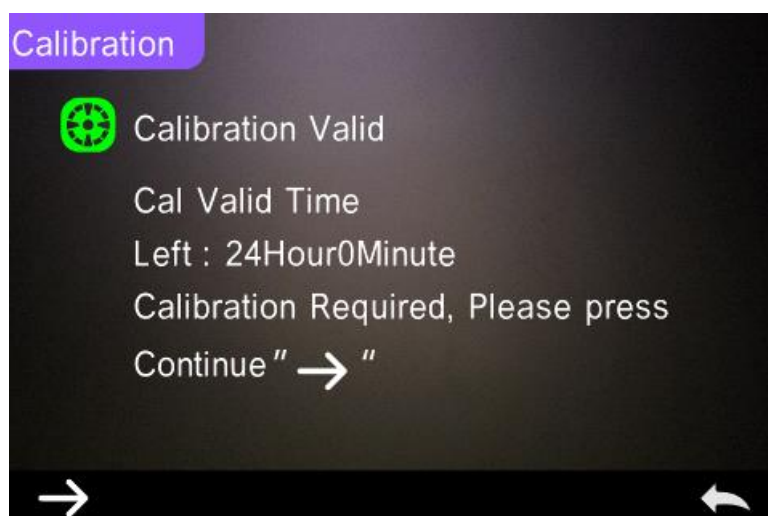 Calibration
Calibration Valid
Cal Valid Time
Left : 24Hour0Minute
Calibration Required, Please press
Continue " → "